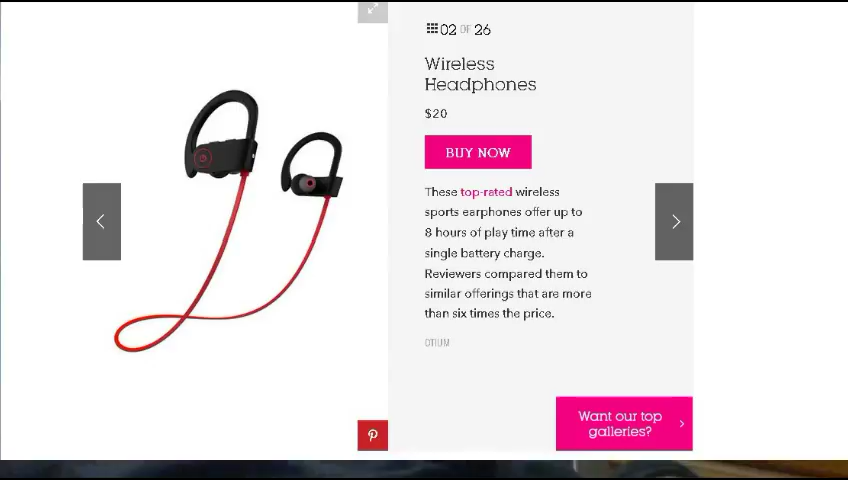 02 OF 26
Wireless
Headphones
$20
BUY NOW
These top-rated wireless
sports earphones offer up to
8 hours of play time after a
single battery charge.
Reviewers compared them to
similar offerings that are more
than six times the price.
OTIUM
Want our top
galleries?